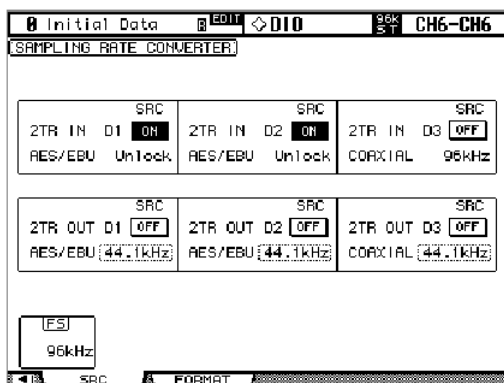 0 Initial Data EDIT DIO 96K ST CH6-CH6
SAMPLING RATE CONVERTER
SRC SRC SRC
2TR IN D1 ON 2TR IN D2 ON 2TR IN D3 OFF
AES/EBU Unlock AES/EBU Unlock COAXIAL 96kHz
SRC SRC SRC
2TR OUT D1 OFF 2TR OUT D2 OFF 2TR OUT D3 OFF
AES/EBU 44.1kHz AES/EBU 44.1kHz COAXIAL 44.1kHz
FS
96kHz
SRC FORMAT